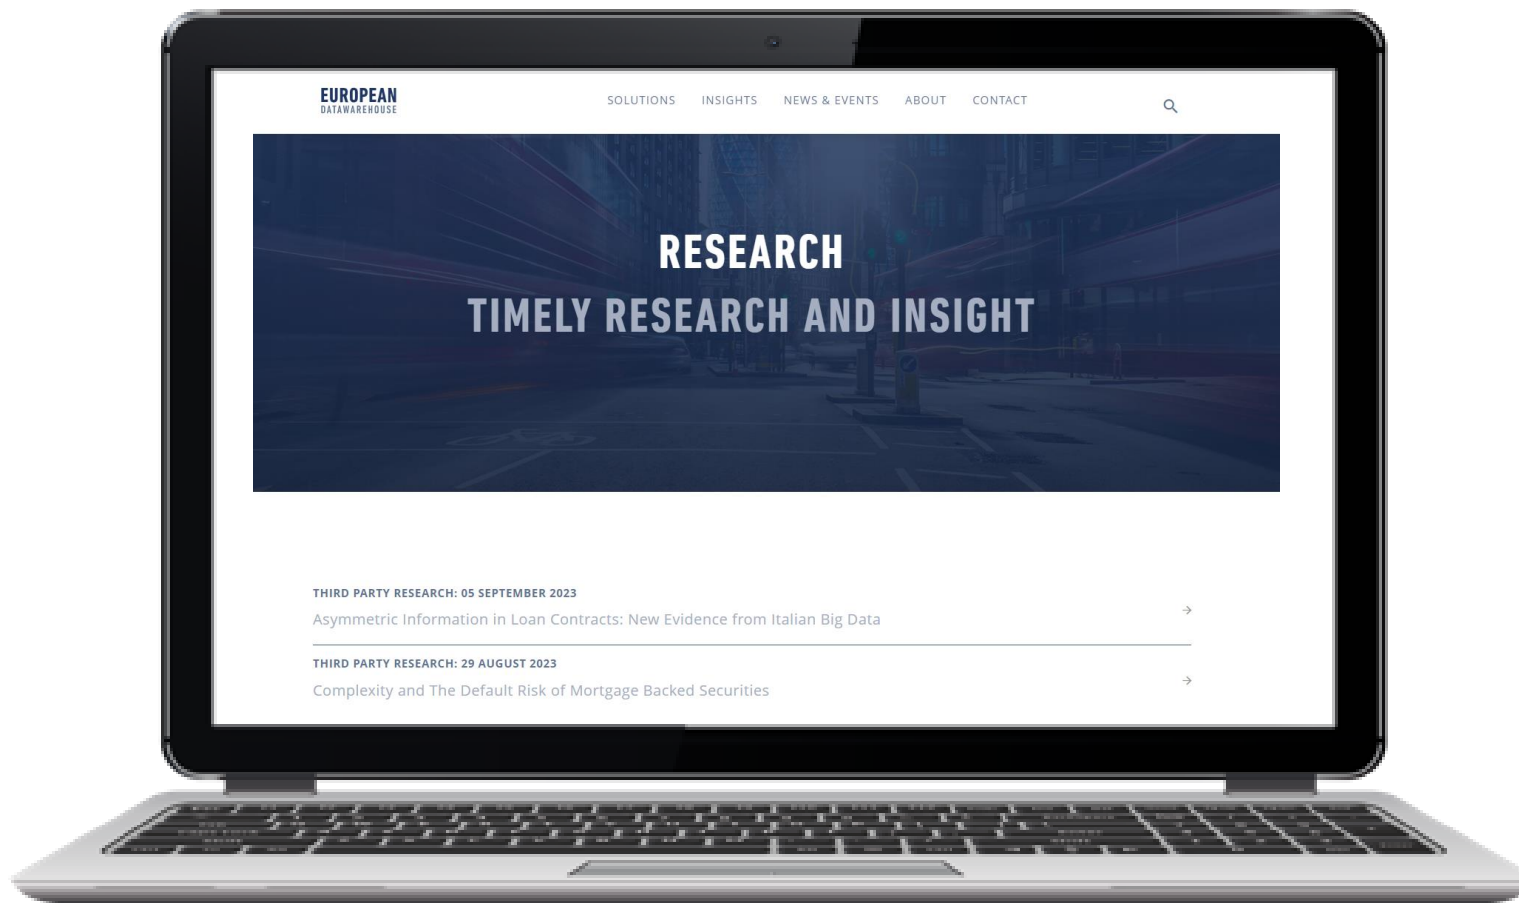 EUROPEAN
DATAWAREHOUSE
SOLUTIONS INSIGHTS NEWS & EVENTS ABOUT CONTACT
RESEARCH
TIMELY RESEARCH AND INSIGHT
THIRD PARTY RESEARCH: 05 SEPTEMBER 2023
Asymmetric Information in Loan Contracts: New Evidence from Italian Big Data
THIRD PARTY RESEARCH: 29 AUGUST 2023
Complexity and The Default Risk of Mortgage Backed Securities